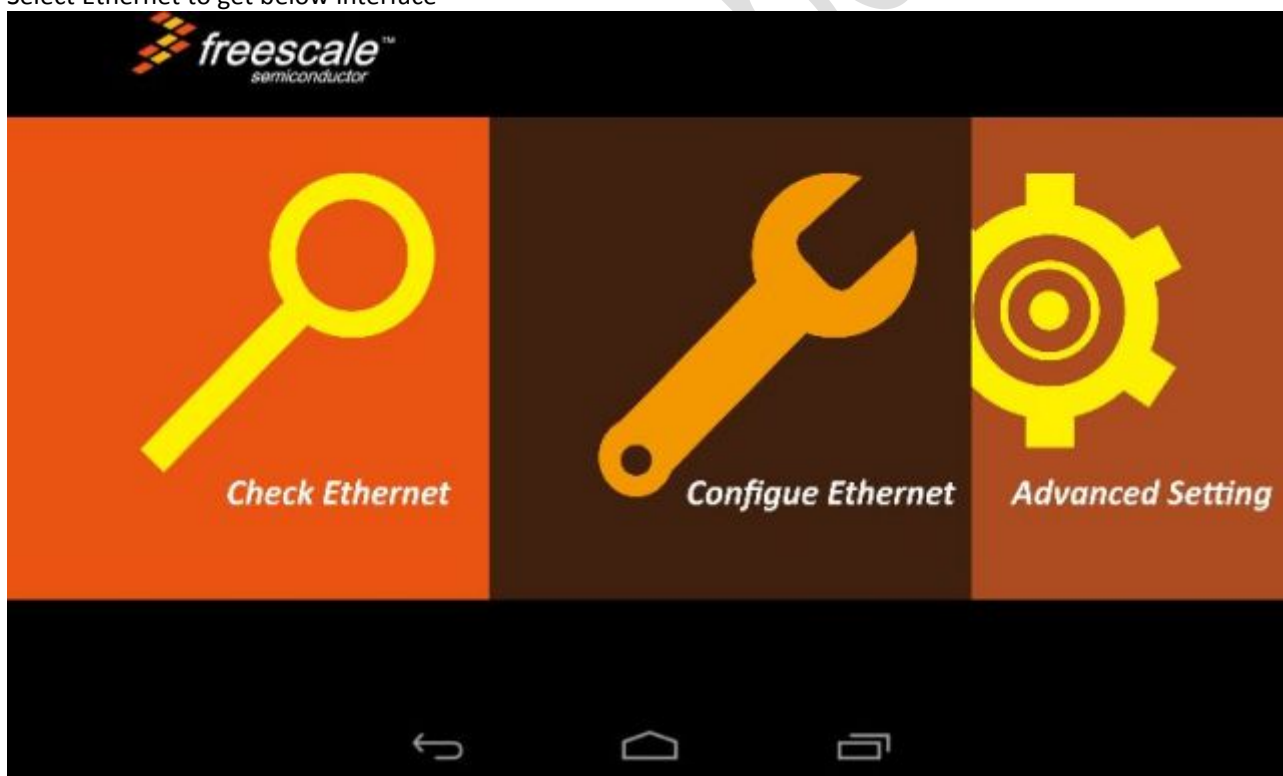 Select Ethernet to get below interface
freescale™
semiconductor
Check Ethernet
Configue Ethernet
Advanced Setting